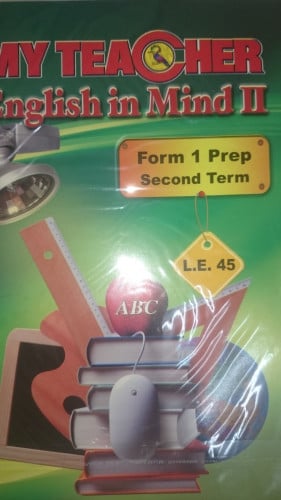 MY TEACHER
English in Mind II
Form 1 Prep
Second Term
L.E. 45
ABC